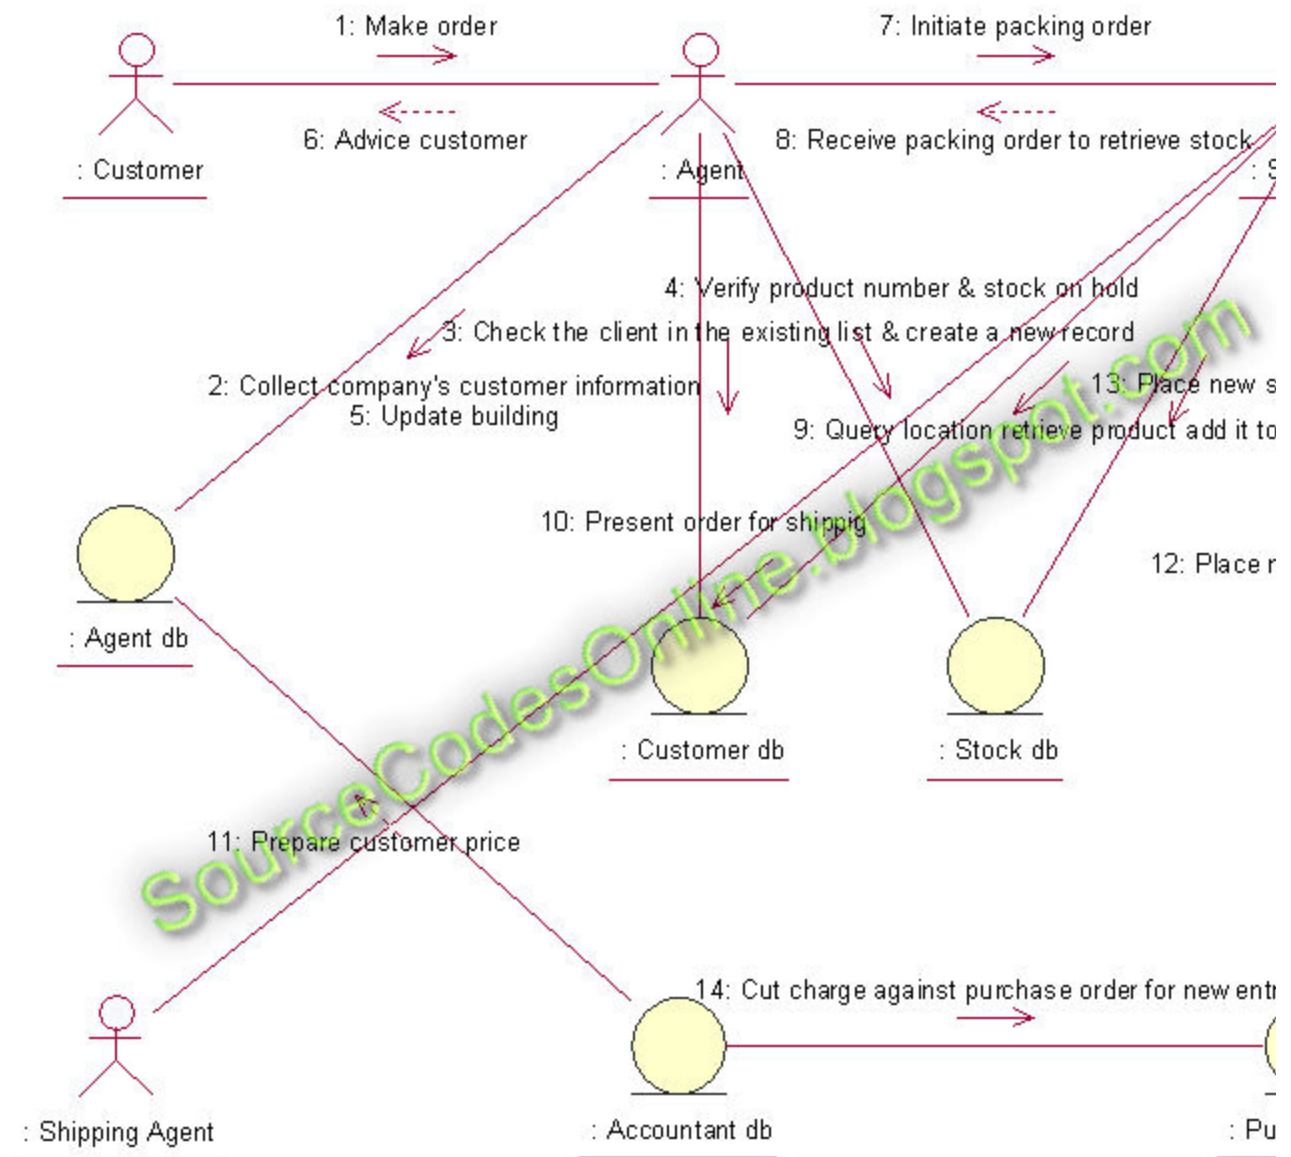 1: Make order
7: Initiate packing order
6: Advice customer
8: Receive packing order to retrieve stock
: Customer
: Agent
: S
4: Verify product number & stock on hold
3: Check the client in the existing list & create a new record
2: Collect company's customer information
13: Place new s
5: Update building
9: Query location retrieve product add it to
10: Present order for shippig
12: Place r
: Agent db
: Customer db
: Stock db
11: Prepare customer price
SourceCodesOnline.blogspot.com
14: Cut charge against purchase order for new entr
: Shipping Agent
: Accountant db
: Pu